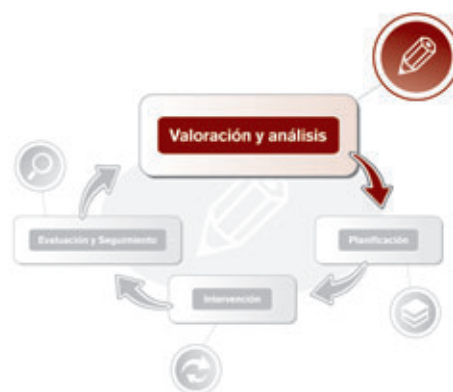 Valoración y análisis
Evaluación y Seguimiento
Planificación
Intervención